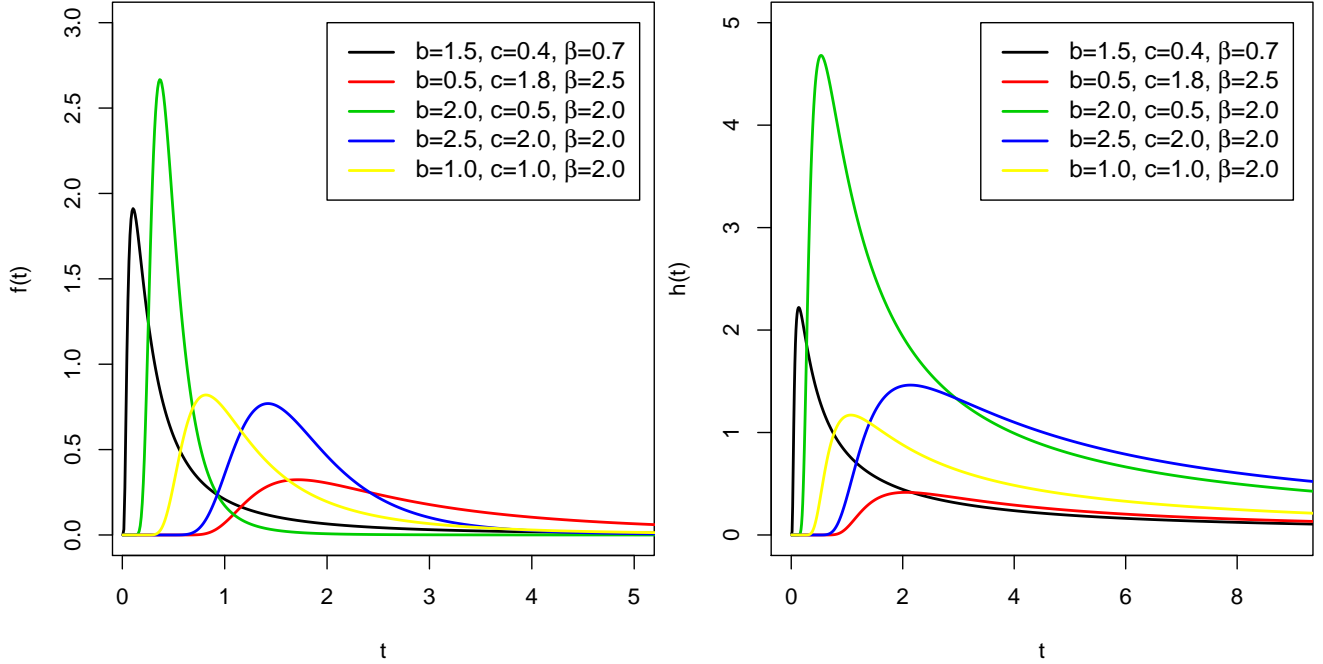 f(t)
3.0
2.5
2.0
1.5
1.0
0.5
0.0
b=1.5, c=0.4, β=0.7
b=0.5, c=1.8, β=2.5
b=2.0, c=0.5, β=2.0
b=2.5, c=2.0, β=2.0
b=1.0, c=1.0, β=2.0
0 1 2 3 4 5
t
h(t)
5
4
3
2
1
0
b=1.5, c=0.4, β=0.7
b=0.5, c=1.8, β=2.5
b=2.0, c=0.5, β=2.0
b=2.5, c=2.0, β=2.0
b=1.0, c=1.0, β=2.0
0 2 4 6 8
t